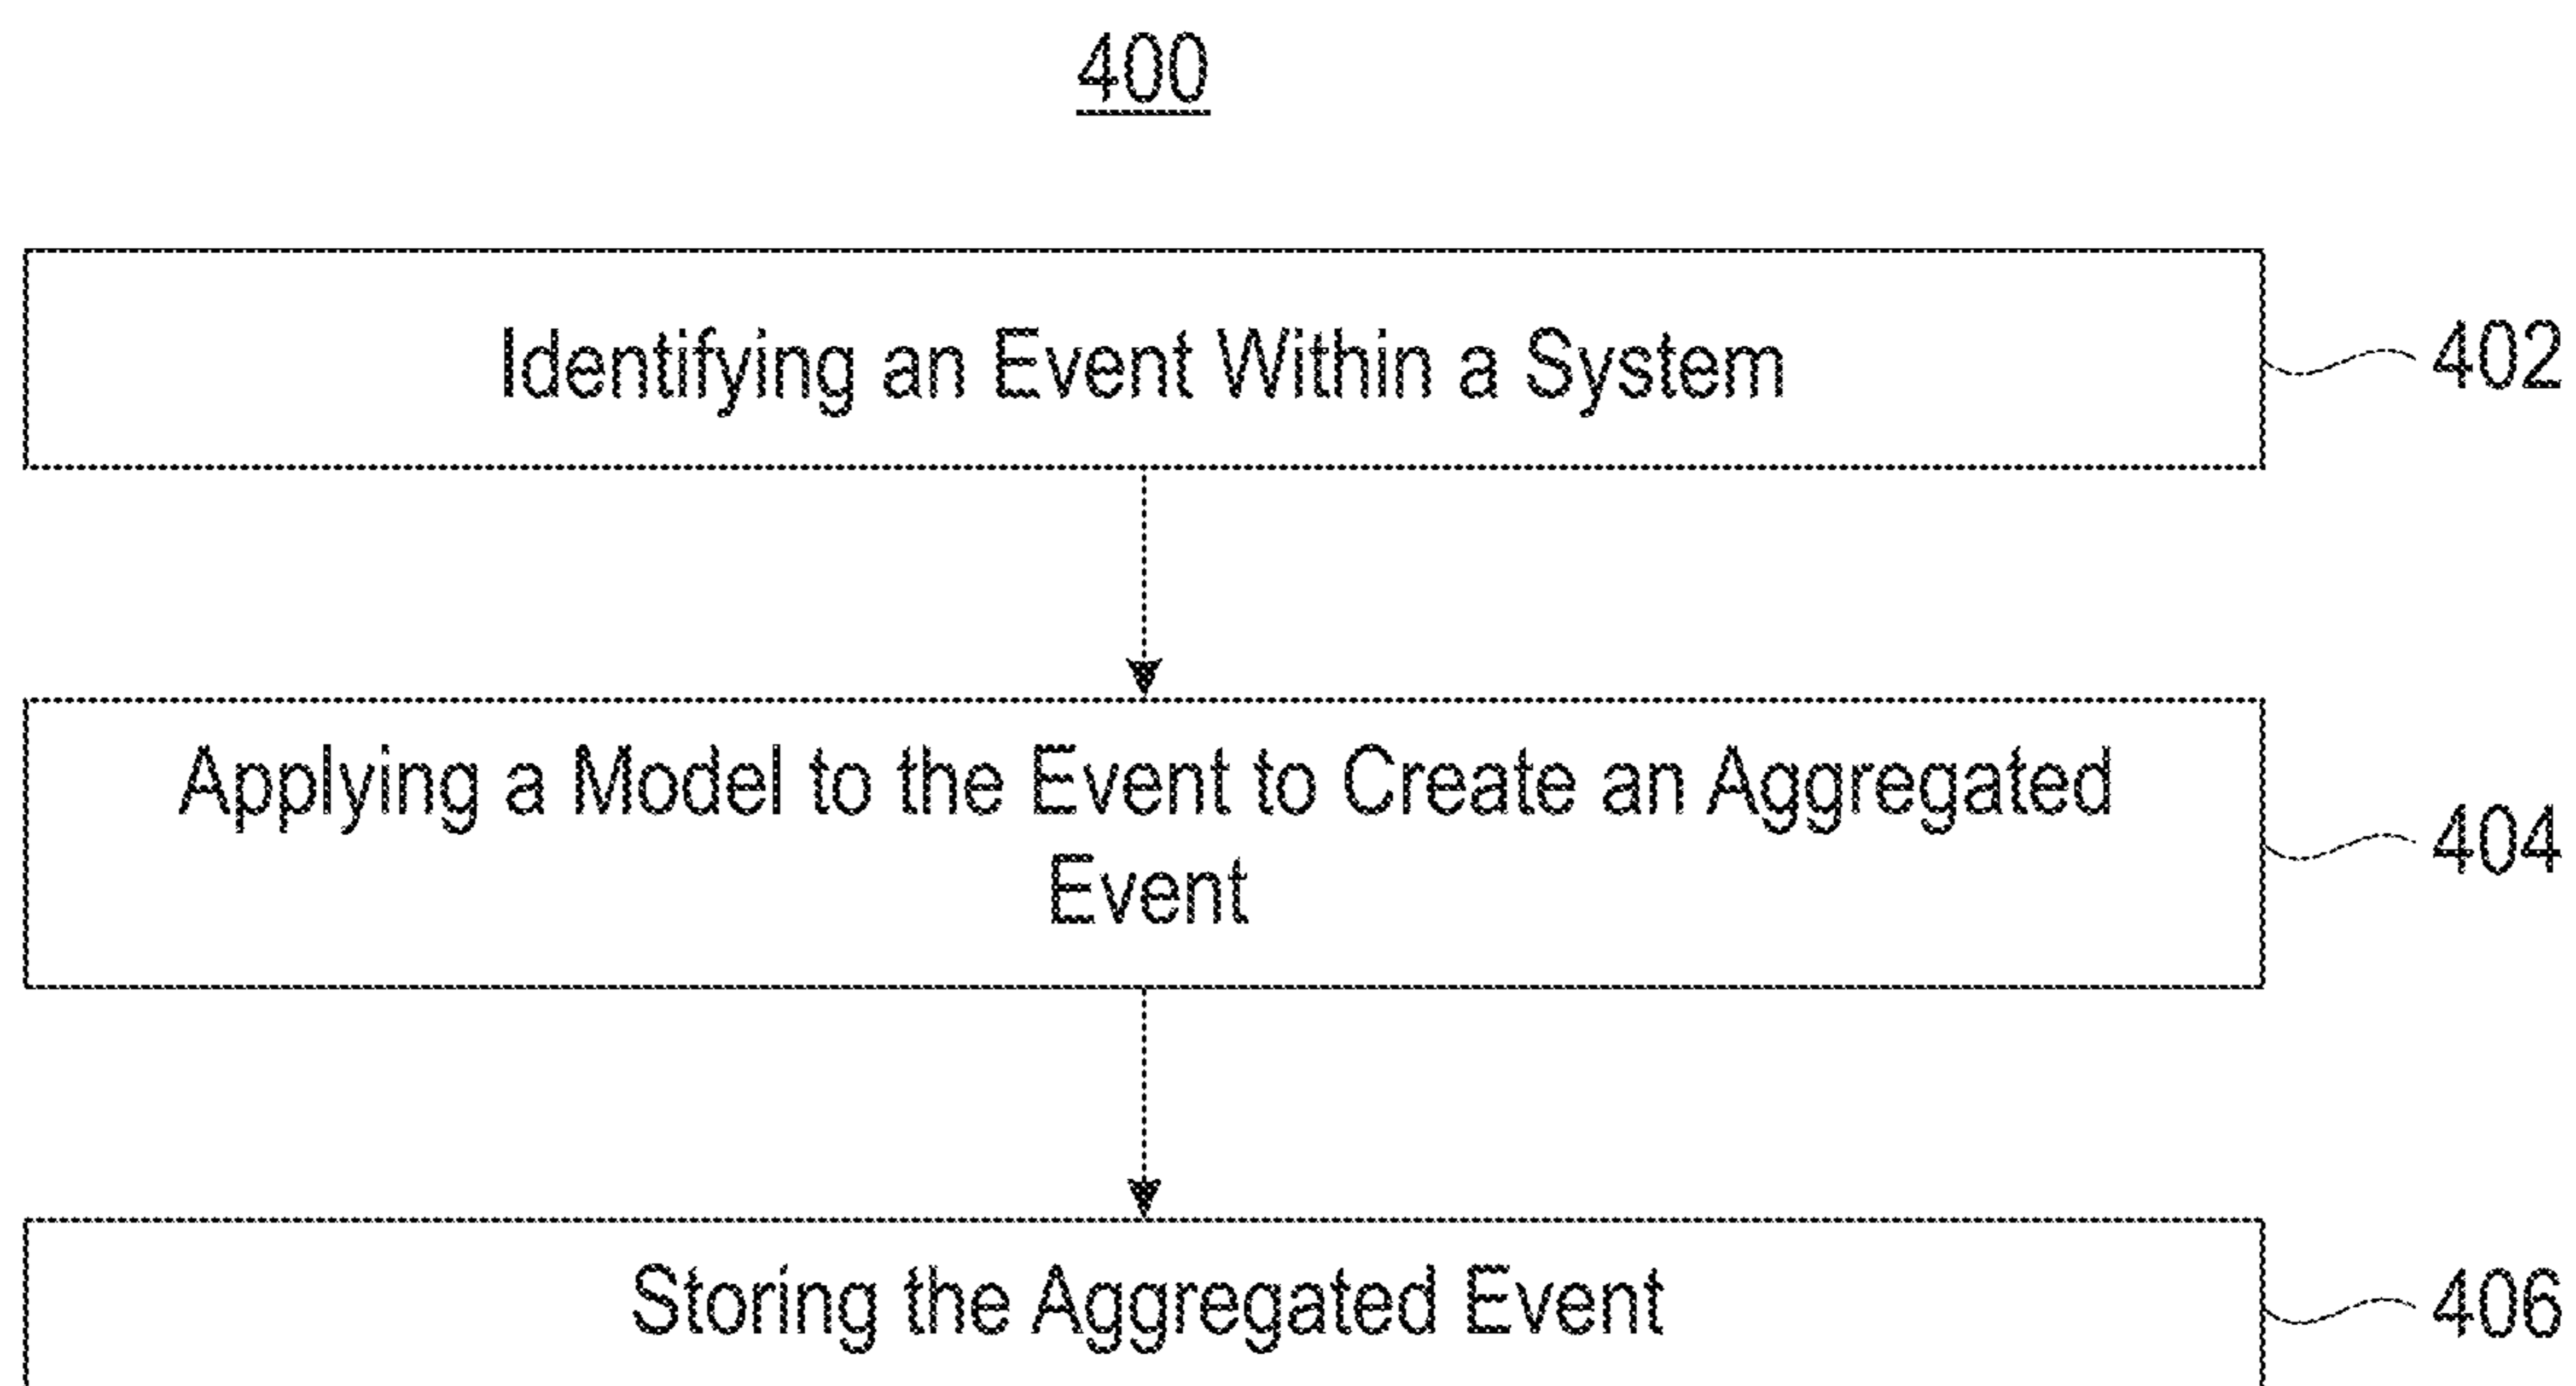 400
Identifying an Event Within a System
402
Applying a Model to the Event to Create an Aggregated
Event
404
Storing the Aggregated Event
406